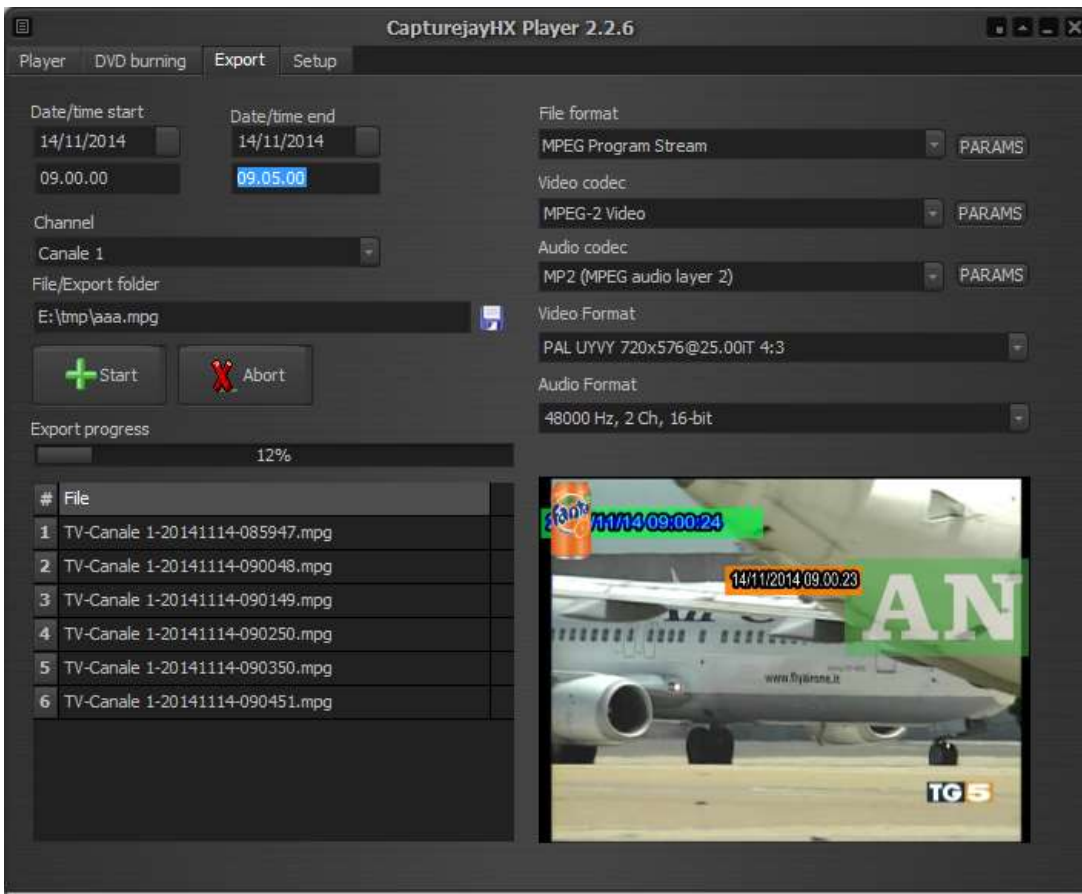 CapturejayHX Player 2.2.6
Player DVD burning Export Setup
Date/time start
Date/time end
14/11/2014
14/11/2014
09.00.00
09.05.00
Channel
Canale 1
File/Export folder
E:\tmp\aaa.mpg
Start
Abort
Export progress
12%
# File
1 TV-Canale 1-20141114-085947.mpg
2 TV-Canale 1-20141114-090048.mpg
3 TV-Canale 1-20141114-090149.mpg
4 TV-Canale 1-20141114-090250.mpg
5 TV-Canale 1-20141114-090350.mpg
6 TV-Canale 1-20141114-090451.mpg
File format
MPEG Program Stream
PARAMS
Video codec
MPEG-2 Video
PARAMS
Audio codec
MP2 (MPEG audio layer 2)
PARAMS
Video Format
PAL UYVY 720x576@25.00iT 4:3
Audio Format
48000 Hz, 2 Ch, 16-bit
Fanta
/11/14 09:00:24
14/11/2014 09.00.23
AN
www.flyairone.it
TG5